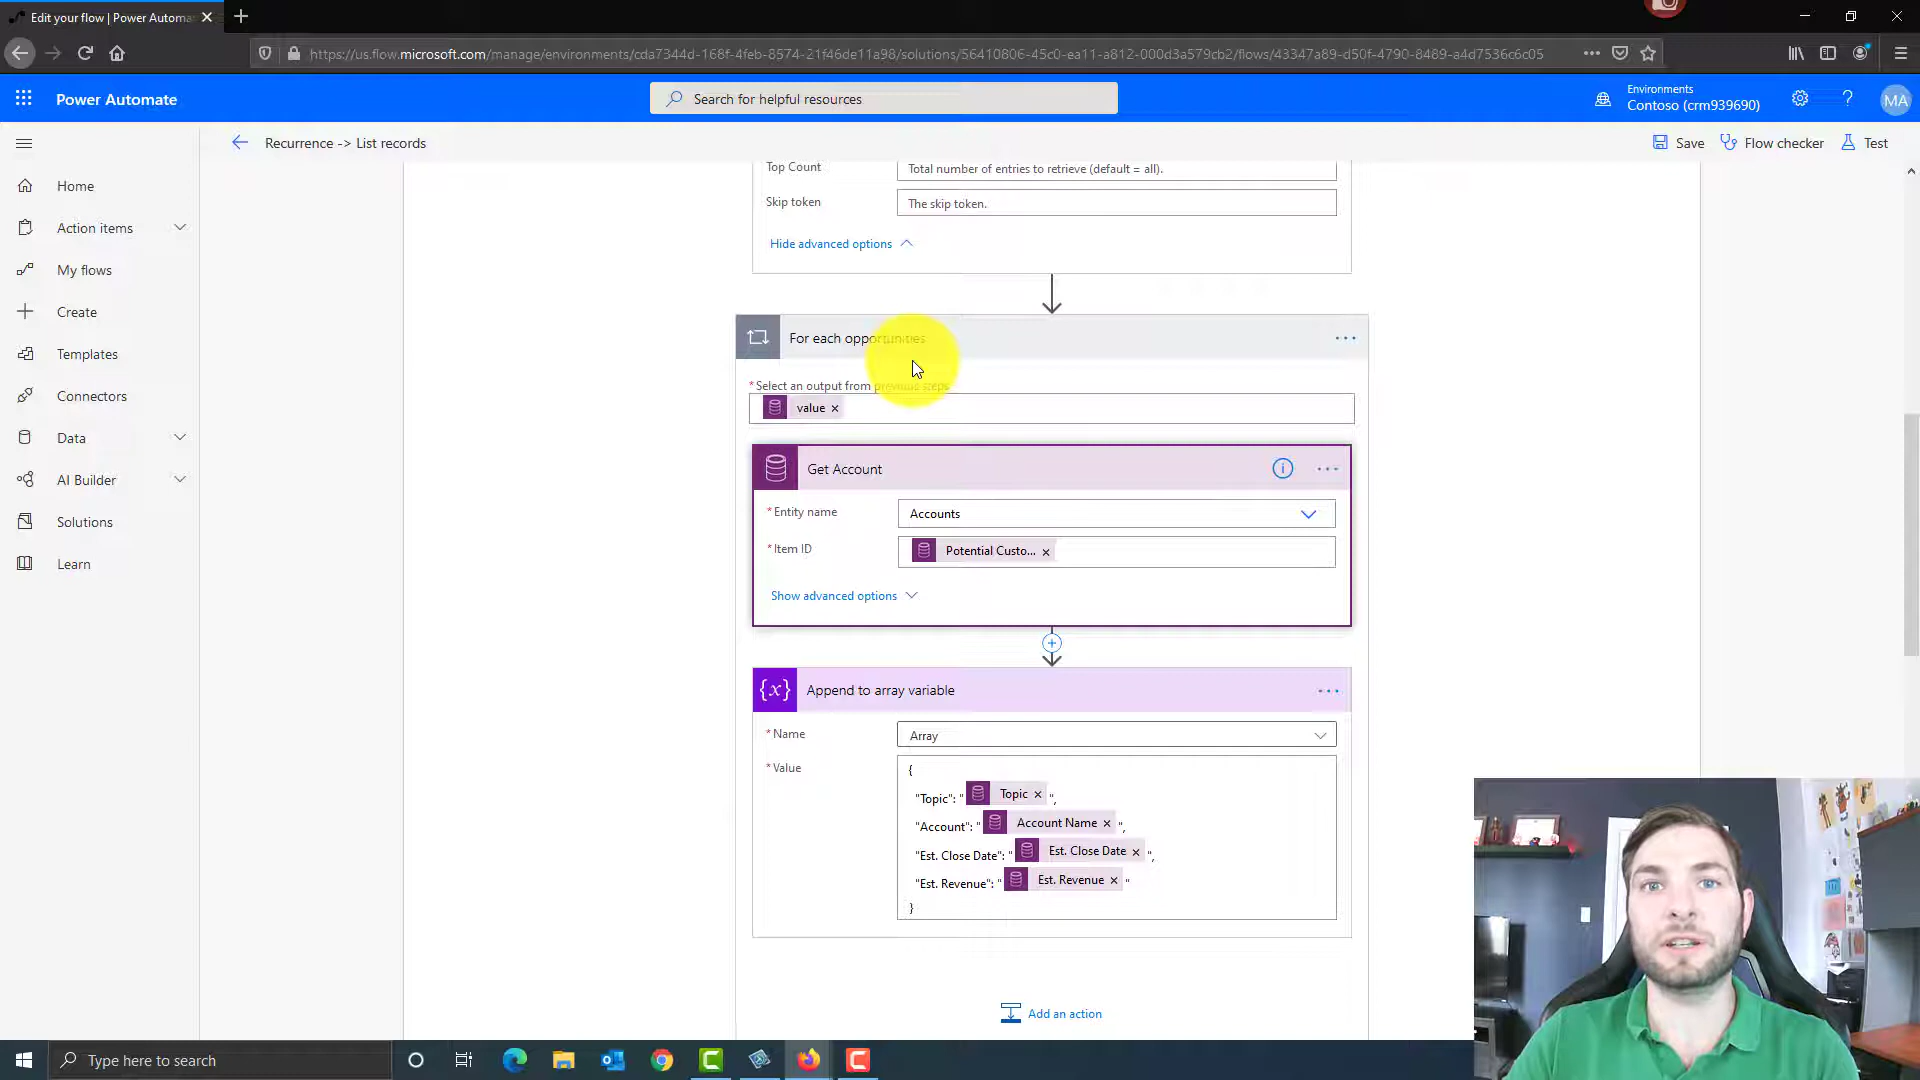 Edit your flow | Power Automa
https://us.flow.microsoft.com/manage/environments/cda7344d-168f-4feb-8574-21f46de11a98/solutions/56410806-45c0-ea11-a812-000d3a579cb2/flows/43347a89-d50f-4790-8489-a4d7536c6c05
Power Automate
Search for helpful resources
Environments
Contoso (crm939690)
?
MA
Recurrence -> List records
Save
Flow checker
Test
Home
Action items
My flows
Create
Templates
Connectors
Data
AI Builder
Solutions
Learn
Top Count
Total number of entries to retrieve (default = all).
Skip token
The skip token.
Hide advanced options
For each opportunities
* Select an output from previous steps
value
Get Account
* Entity name
Accounts
* Item ID
Potential Custo...
Show advanced options
{x} Append to array variable
* Name
Array
* Value
{
"Topic": " Topic ",
"Account": " Account Name ",
"Est. Close Date": " Est. Close Date ",
"Est. Revenue": " Est. Revenue "
}
Add an action
Type here to search